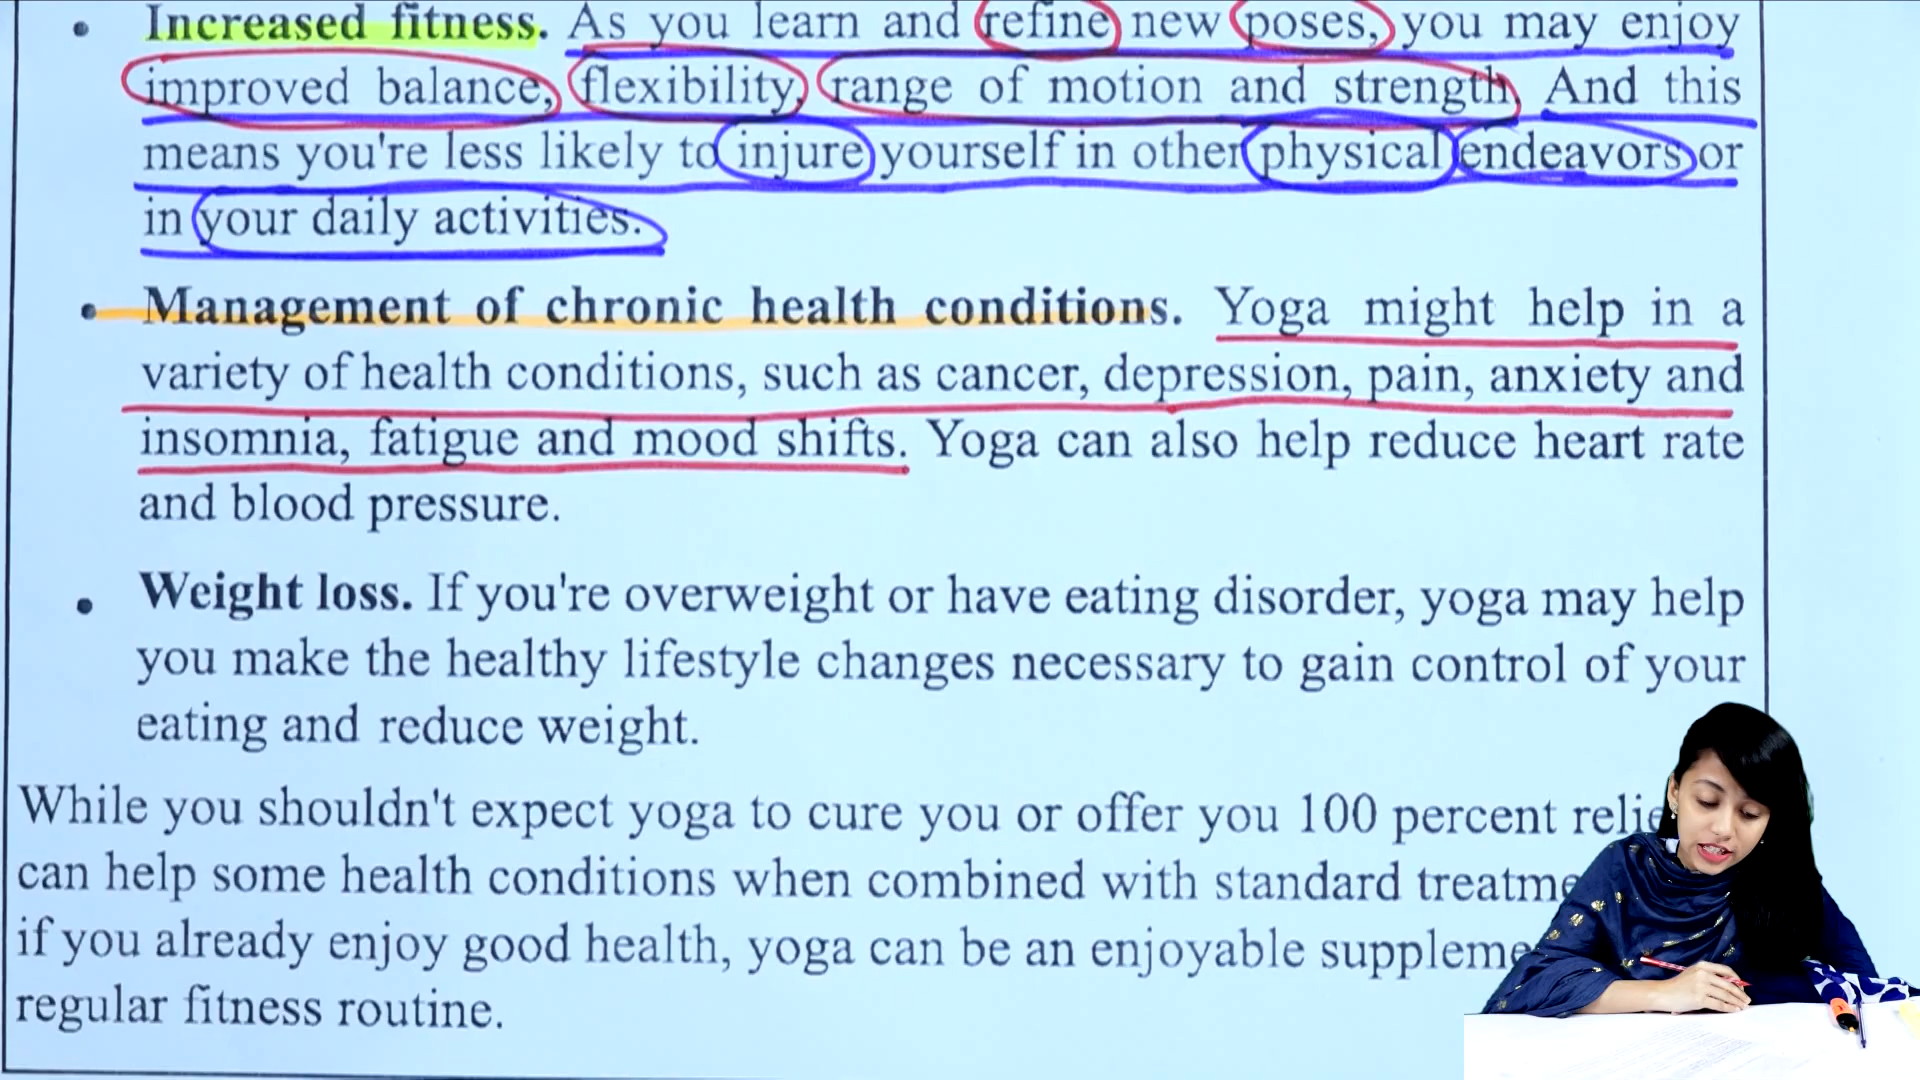 • Increased fitness. As you learn and refine new poses, you may enjoy
improved balance, flexibility, range of motion and strength. And this
means you're less likely to injure yourself in other physical endeavors or
in your daily activities.
• Management of chronic health conditions. Yoga might help in a
variety of health conditions, such as cancer, depression, pain, anxiety and
insomnia, fatigue and mood shifts. Yoga can also help reduce heart rate
and blood pressure.
• Weight loss. If you're overweight or have eating disorder, yoga may help
you make the healthy lifestyle changes necessary to gain control of your
eating and reduce weight.
While you shouldn't expect yoga to cure you or offer you 100 percent
can help some health conditions when combined with standard
if you already enjoy good health, yoga can be an enjoyable
regular fitness routine.